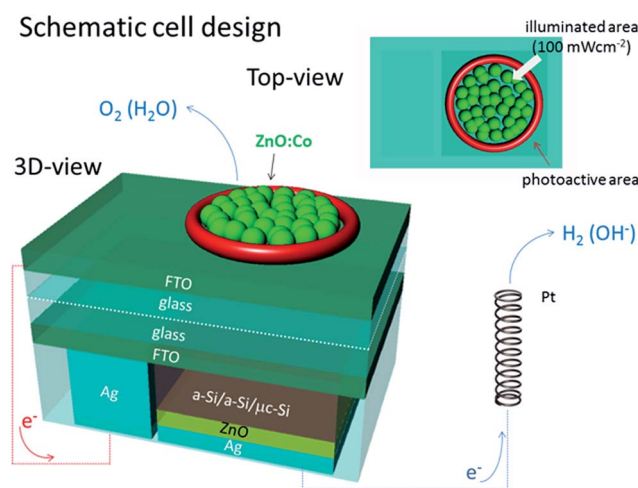 Schematic cell design
illuminated area
(100 mWcm⁻²)
Top-view
O₂ (H₂O)
ZnO:Co
3D-view
photoactive area
H₂ (OH⁻)
FTO
glass
glass
FTO
Pt
Ag
a-Si/a-Si/μc-Si
ZnO
Ag
e⁻
e⁻